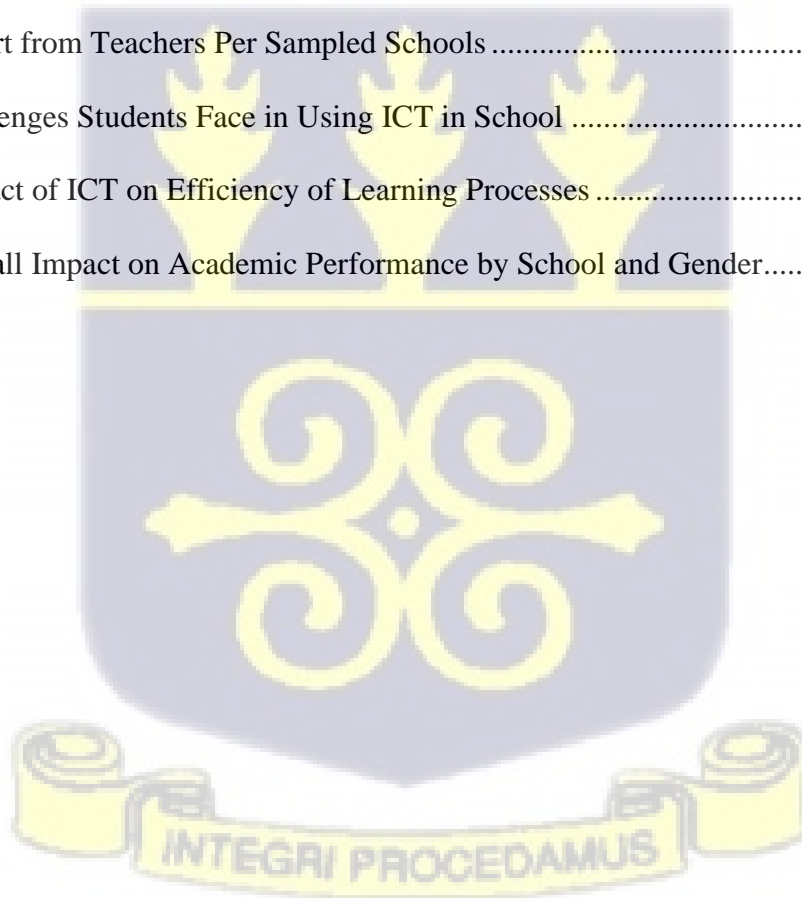 rt from Teachers Per Sampled Schools ........................................
enges Students Face in Using ICT in School ..............................
act of ICT on Efficiency of Learning Processes ...........................
all Impact on Academic Performance by School and Gender.....
INTEGRI PROCEDAMUS